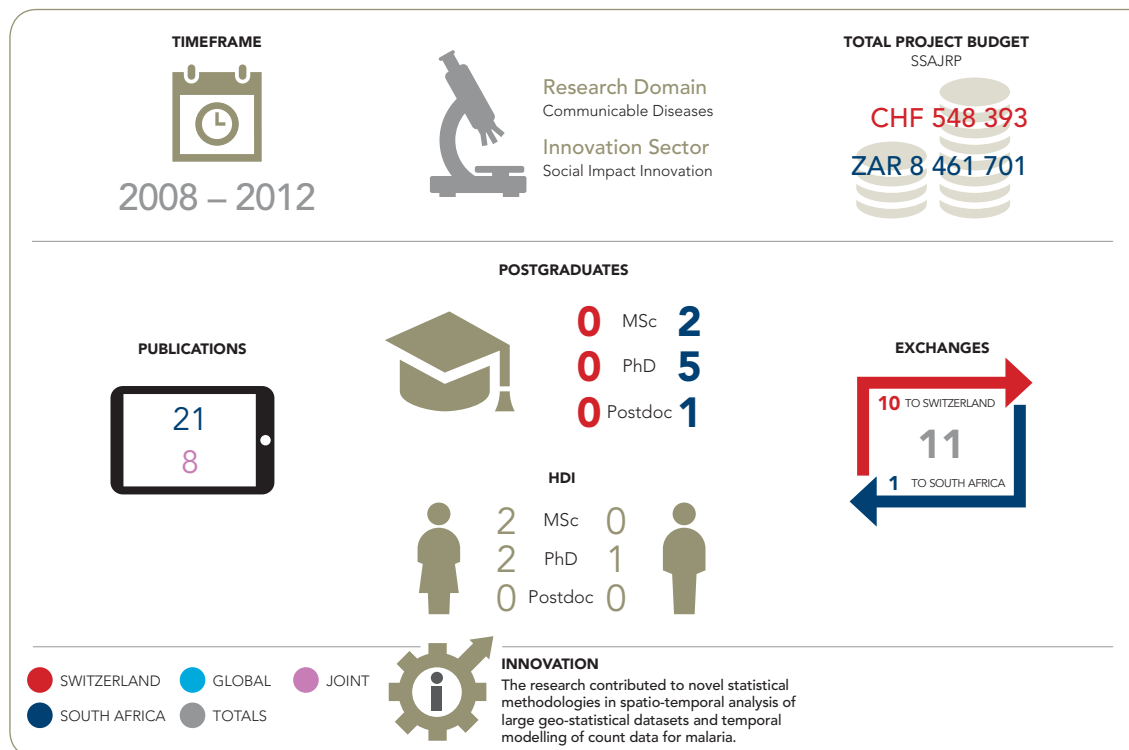 TIMEFRAME
2008 – 2012
Research Domain
Communicable Diseases
Innovation Sector
Social Impact Innovation
TOTAL PROJECT BUDGET
SSAJRP
CHF 548 393
ZAR 8 461 701
PUBLICATIONS
21
8
POSTGRADUATES
0 MSc 2
0 PhD 5
0 Postdoc 1
HDI
2 MSc 0
2 PhD 1
0 Postdoc 0
EXCHANGES
10 TO SWITZERLAND
11
1 TO SOUTH AFRICA
SWITZERLAND GLOBAL JOINT
SOUTH AFRICA TOTALS
i
INNOVATION
The research contributed to novel statistical
methodologies in spatio-temporal analysis of
large geo-statistical datasets and temporal
modelling of count data for malaria.